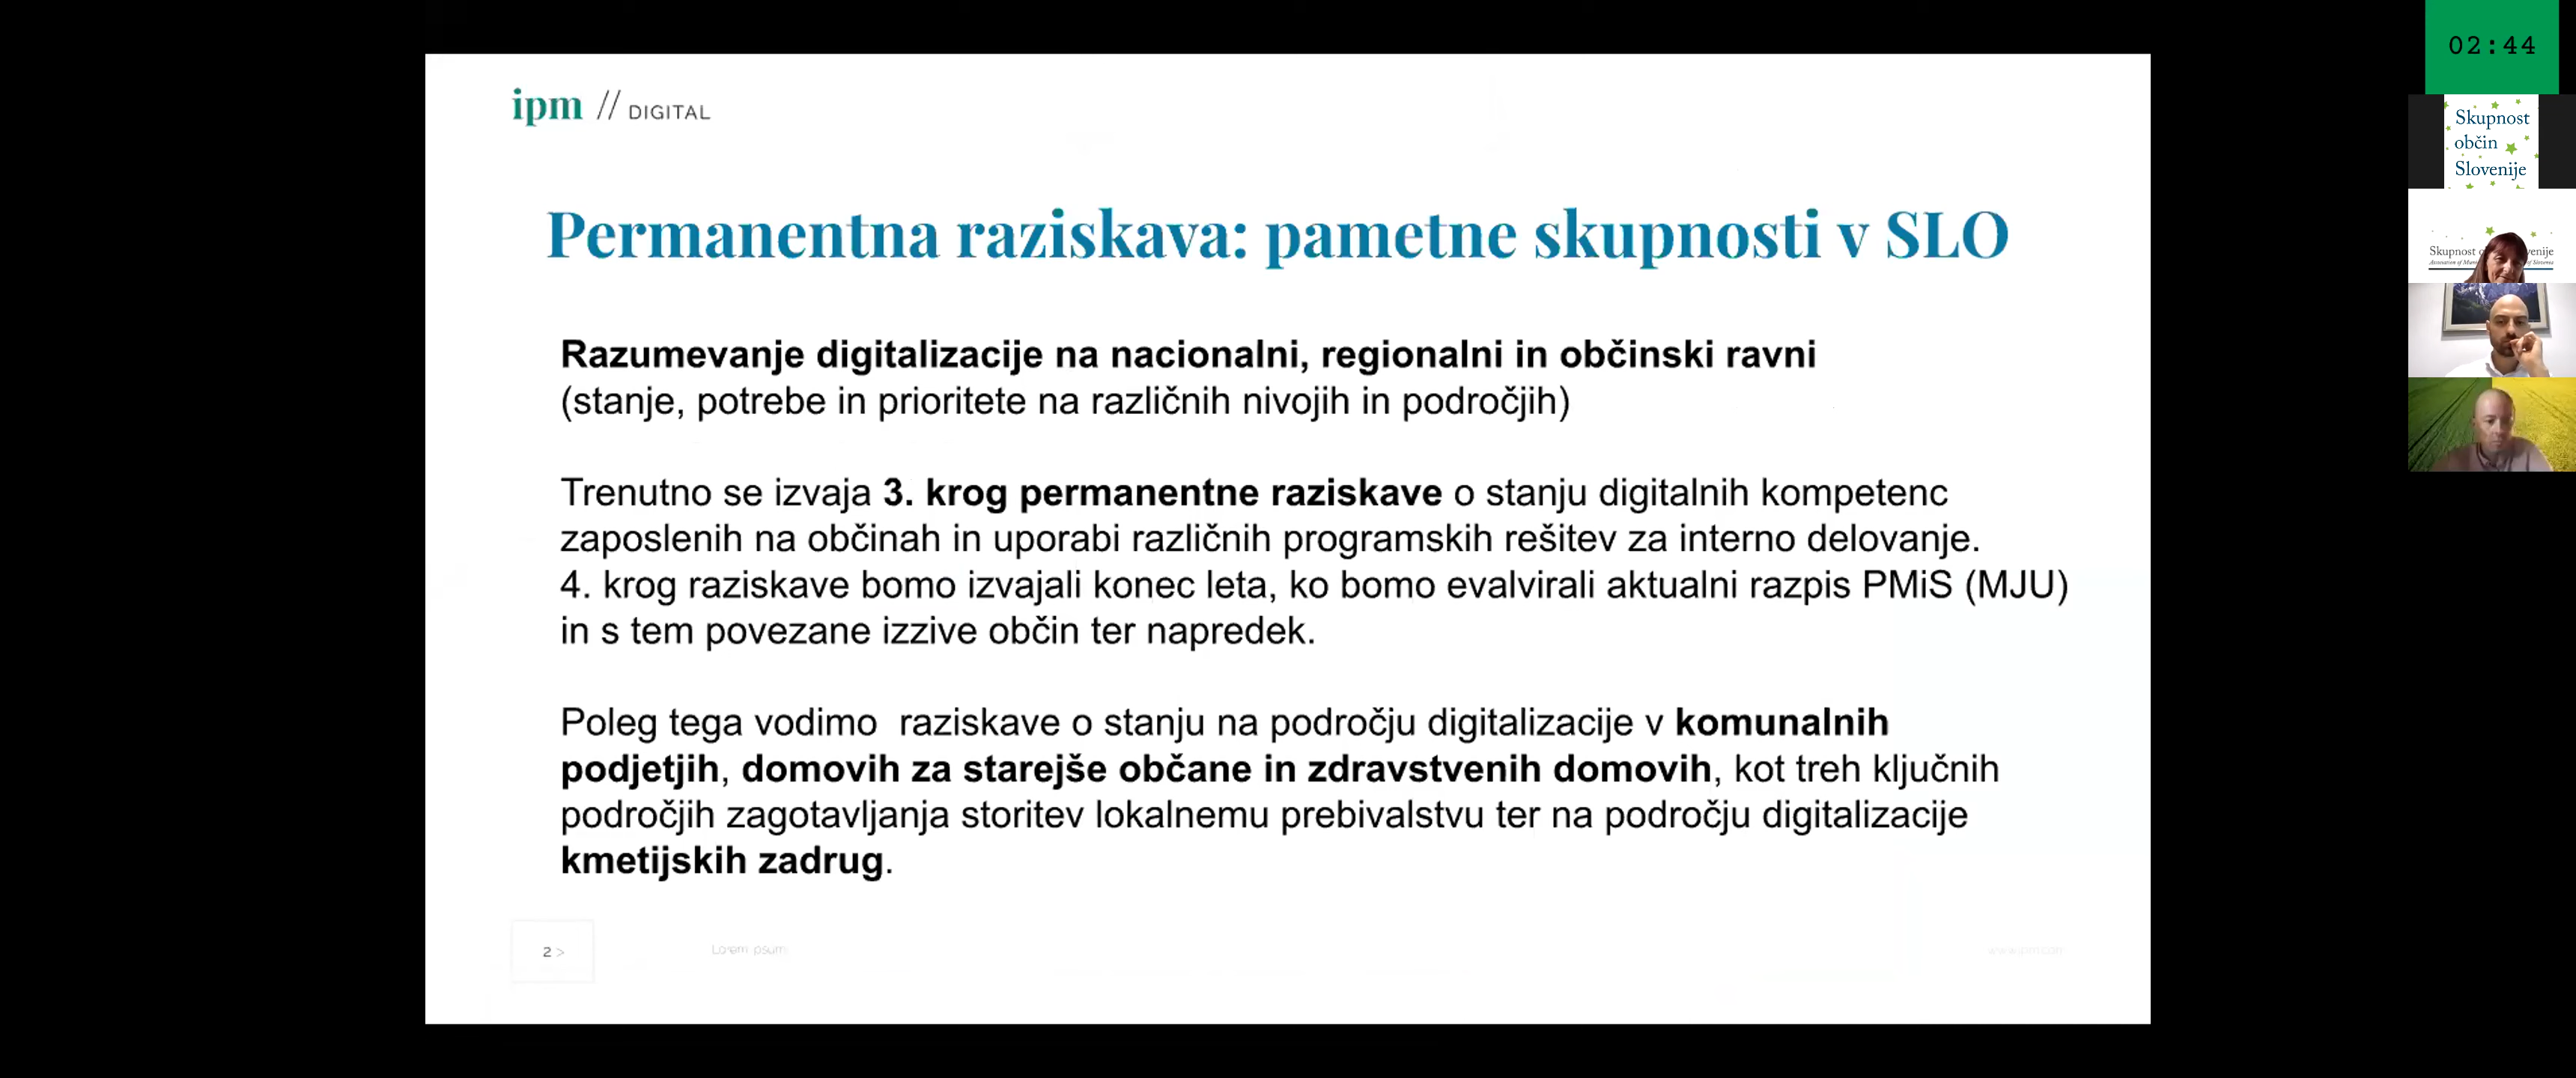 ipm // DIGITAL
Permanentna raziskava: pametne skupnosti v SLO
Razumevanje digitalizacije na nacionalni, regionalni in občinski ravni
(stanje, potrebe in prioritete na različnih nivojih in področjih)
Trenutno se izvaja 3. krog permanentne raziskave o stanju digitalnih kompetenc
zaposlenih na občinah in uporabi različnih programskih rešitev za interno delovanje.
4. krog raziskave bomo izvajali konec leta, ko bomo evalvirali aktualni razpis PMiS (MJU)
in s tem povezane izzive občin ter napredek.
Poleg tega vodimo  raziskave o stanju na področju digitalizacije v komunalnih
podjetjih, domovih za starejše občane in zdravstvenih domovih, kot treh ključnih
področjih zagotavljanja storitev lokalnemu prebivalstvu ter na področju digitalizacije
kmetijskih zadrug.
2 >
Lorem ipsum
02:44
Skupnost
občin
Slovenije
Skupnost